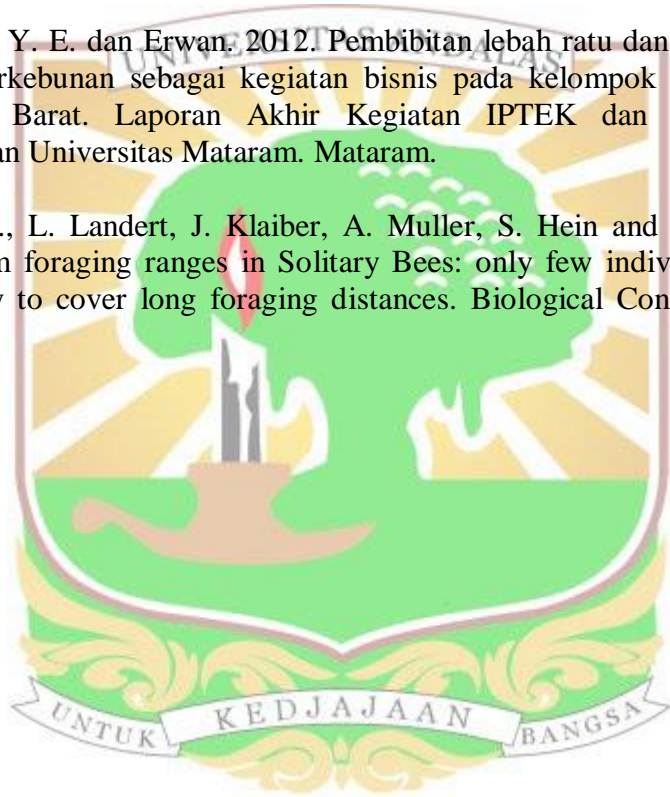 Y. E. dan Erwan. 2012. Pembibitan lebah ratu dan
rkebunan sebagai kegiatan bisnis pada kelompok
Barat. Laporan Akhir Kegiatan IPTEK dan
an Universitas Mataram. Mataram.
., L. Landert, J. Klaiber, A. Muller, S. Hein and
m foraging ranges in Solitary Bees: only few indiv
y to cover long foraging distances. Biological Con
UNIVERSITAS ANDALAS
UNTUK KEDJAJAAN BANGSA